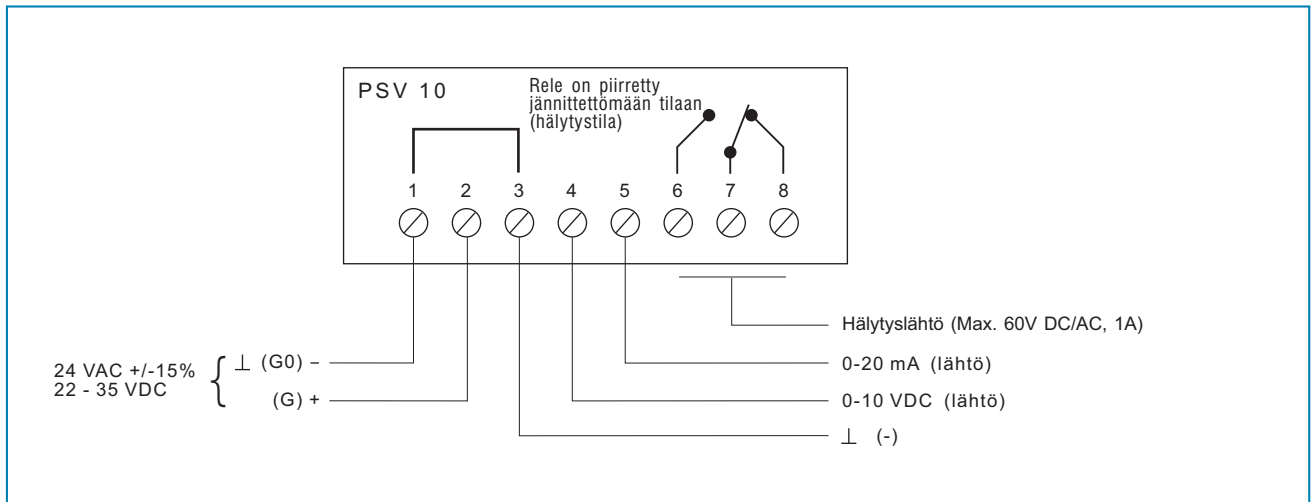 PSV 10
Rele on piirretty
jännittettömään tilaan
(hälytystila)
1 2 3 4 5 6 7 8
Hälytyslähtö (Max. 60V DC/AC, 1A)
24 VAC +/-15%
22 - 35 VDC
⊥ (G0) –
(G) +
0-20 mA (lähtö)
0-10 VDC (lähtö)
⊥ (-)